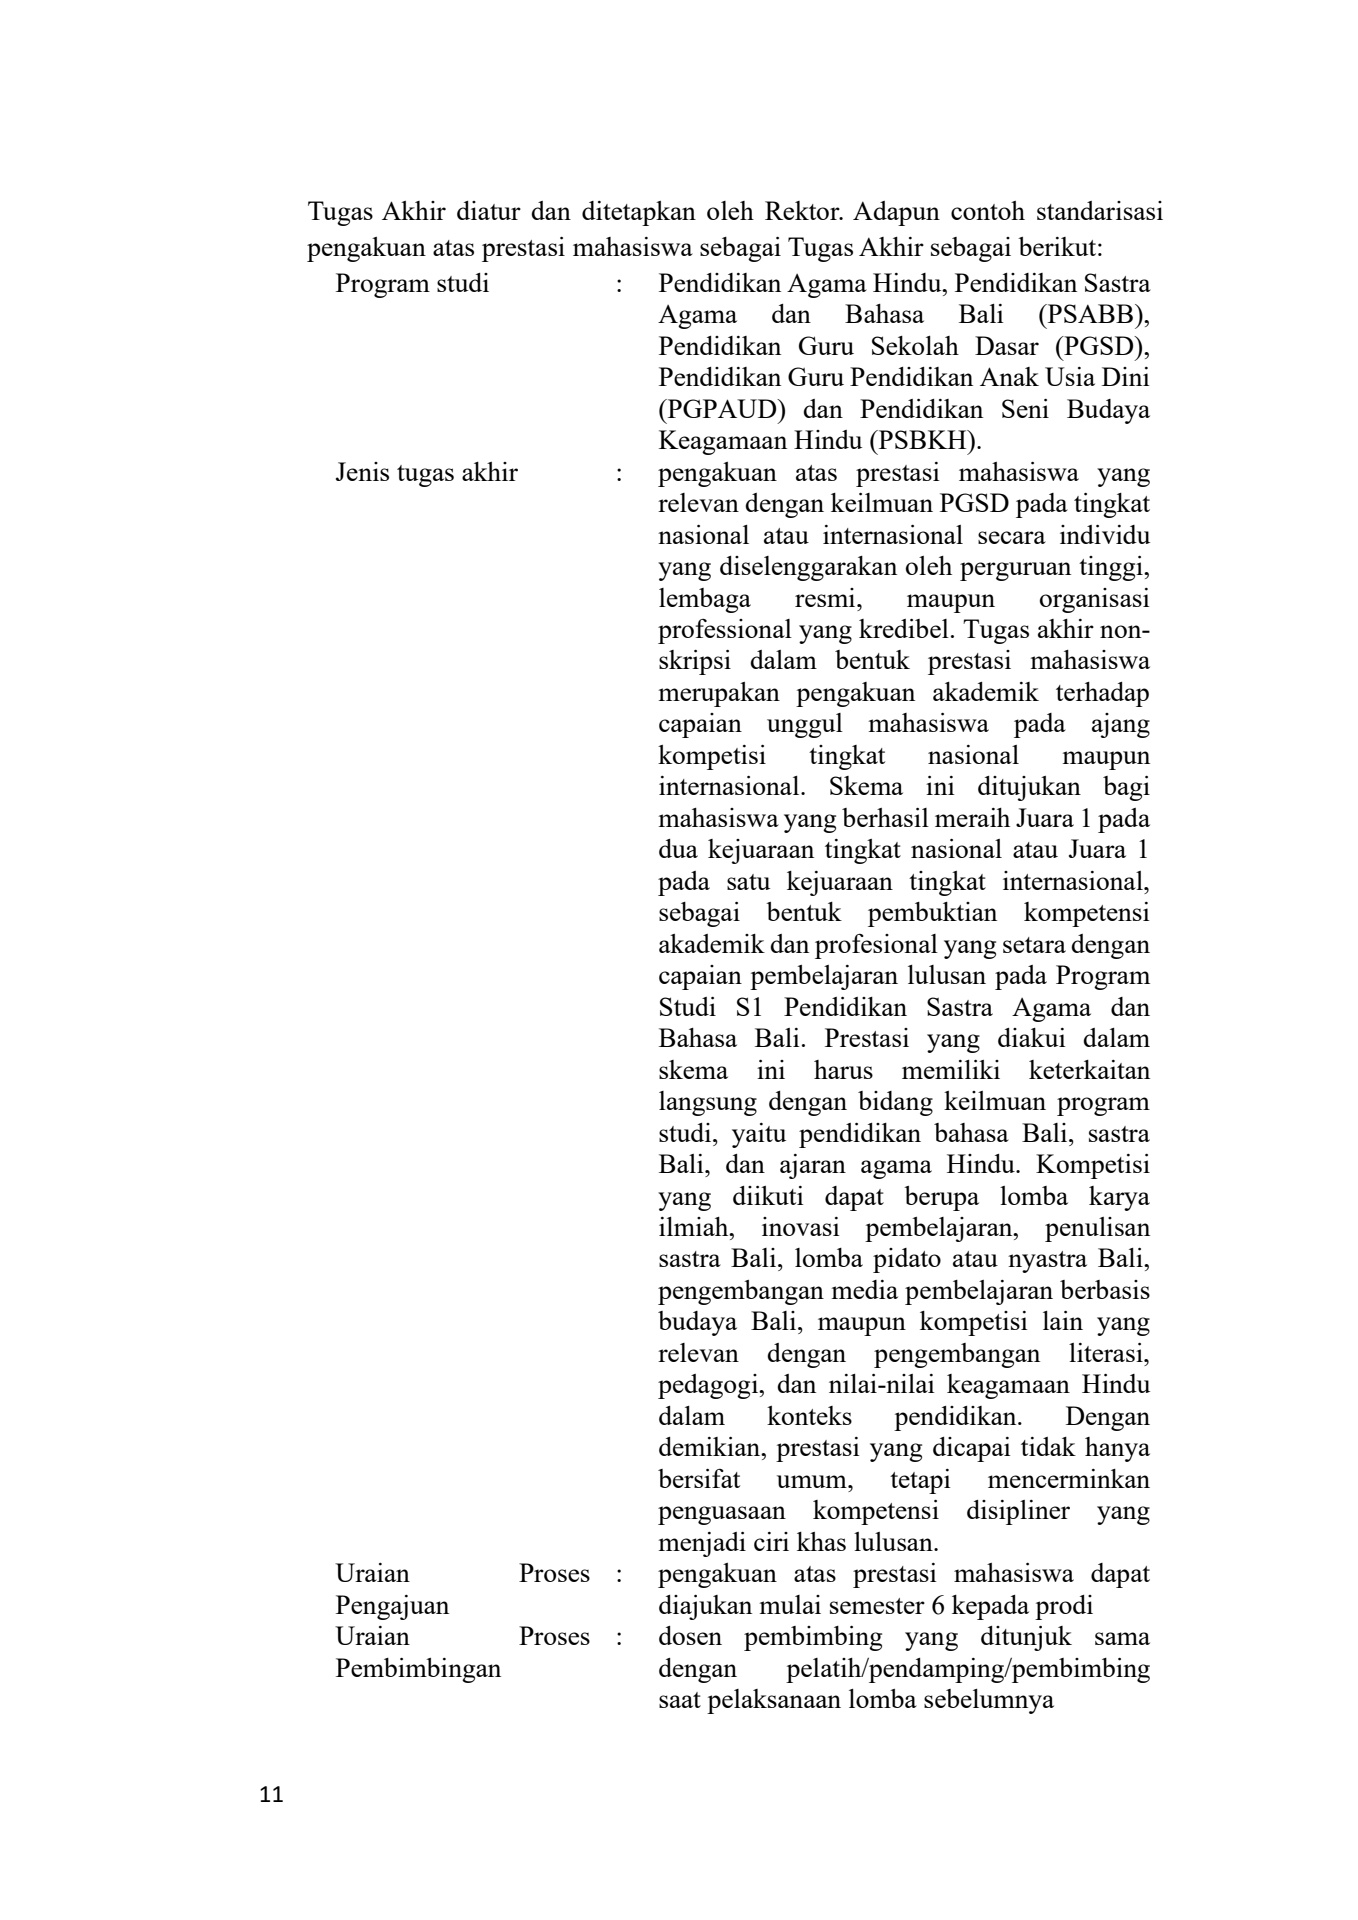 Tugas Akhir diatur dan ditetapkan oleh Rektor. Adapun contoh standarisasi
pengakuan atas prestasi mahasiswa sebagai Tugas Akhir sebagai berikut:
Program studi : Pendidikan Agama Hindu, Pendidikan Sastra
Agama dan Bahasa Bali (PSABB),
Pendidikan Guru Sekolah Dasar (PGSD),
Pendidikan Guru Pendidikan Anak Usia Dini
(PGPAUD) dan Pendidikan Seni Budaya
Keagamaan Hindu (PSBKH).
Jenis tugas akhir : pengakuan atas prestasi mahasiswa yang
relevan dengan keilmuan PGSD pada tingkat
nasional atau internasional secara individu
yang diselenggarakan oleh perguruan tinggi,
lembaga resmi, maupun organisasi
professional yang kredibel. Tugas akhir non-
skripsi dalam bentuk prestasi mahasiswa
merupakan pengakuan akademik terhadap
capaian unggul mahasiswa pada ajang
kompetisi tingkat nasional maupun
internasional. Skema ini ditujukan bagi
mahasiswa yang berhasil meraih Juara 1 pada
dua kejuaraan tingkat nasional atau Juara 1
pada satu kejuaraan tingkat internasional,
sebagai bentuk pembuktian kompetensi
akademik dan profesional yang setara dengan
capaian pembelajaran lulusan pada Program
Studi S1 Pendidikan Sastra Agama dan
Bahasa Bali. Prestasi yang diakui dalam
skema ini harus memiliki keterkaitan
langsung dengan bidang keilmuan program
studi, yaitu pendidikan bahasa Bali, sastra
Bali, dan ajaran agama Hindu. Kompetisi
yang diikuti dapat berupa lomba karya
ilmiah, inovasi pembelajaran, penulisan
sastra Bali, lomba pidato atau nyastra Bali,
pengembangan media pembelajaran berbasis
budaya Bali, maupun kompetisi lain yang
relevan dengan pengembangan literasi,
pedagogi, dan nilai-nilai keagamaan Hindu
dalam konteks pendidikan. Dengan
demikian, prestasi yang dicapai tidak hanya
bersifat umum, tetapi mencerminkan
penguasaan kompetensi disipliner yang
menjadi ciri khas lulusan.
Uraian Proses : pengakuan atas prestasi mahasiswa dapat
Pengajuan diajukan mulai semester 6 kepada prodi
Uraian Proses : dosen pembimbing yang ditunjuk sama
Pembimbingan dengan pelatih/pendamping/pembimbing
saat pelaksanaan lomba sebelumnya
11